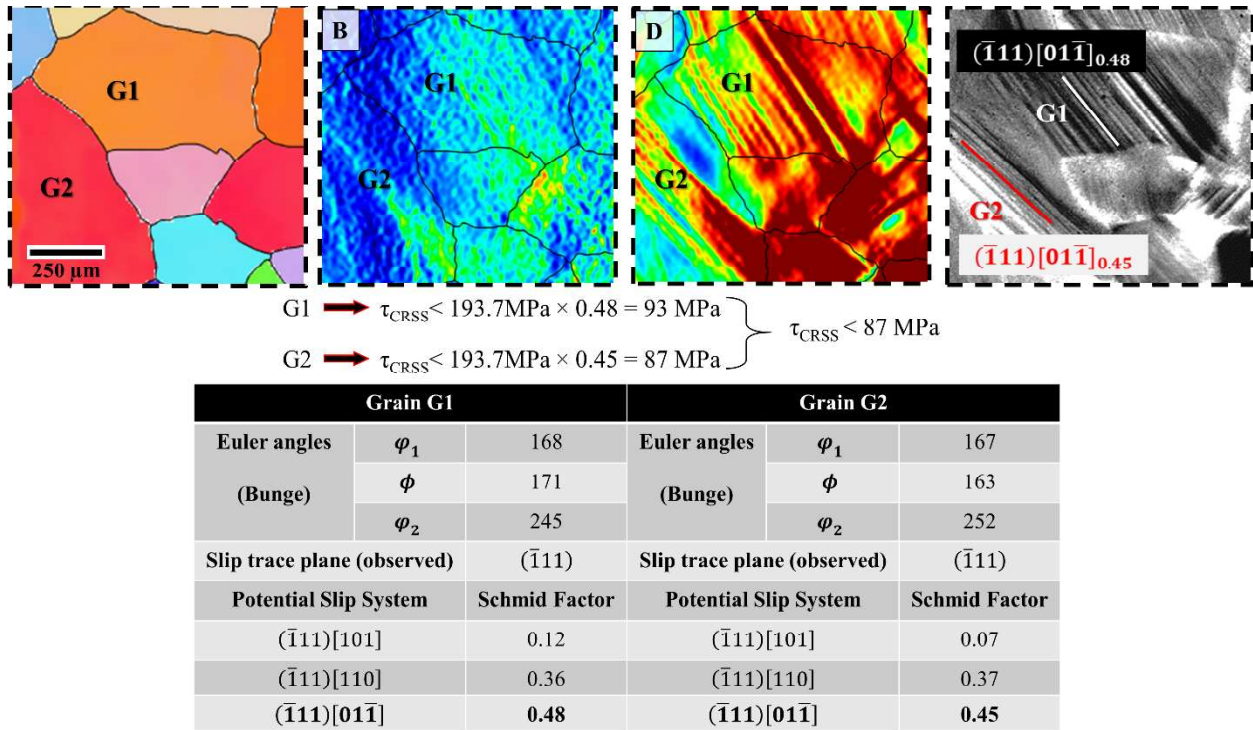 G1
G2
250 μm
B
G1
G2
D
G1
G2
(1̅11)[011̅]0.48
G1
G2
(1̅11)[011̅]0.45
G1 τCRSS< 193.7MPa × 0.48 = 93 MPa
G2 τCRSS< 193.7MPa × 0.45 = 87 MPa
τCRSS < 87 MPa
Grain G1 Grain G2
Euler angles (Bunge) φ1 168 Euler angles (Bunge) φ1 167
ϕ 171 ϕ 163
φ2 245 φ2 252
Slip trace plane (observed) (1̅11) Slip trace plane (observed) (1̅11)
Potential Slip System Schmid Factor Potential Slip System Schmid Factor
(1̅11)[101] 0.12 (1̅11)[101] 0.07
(1̅11)[110] 0.36 (1̅11)[110] 0.37
(1̅11)[011̅] 0.48 (1̅11)[011̅] 0.45